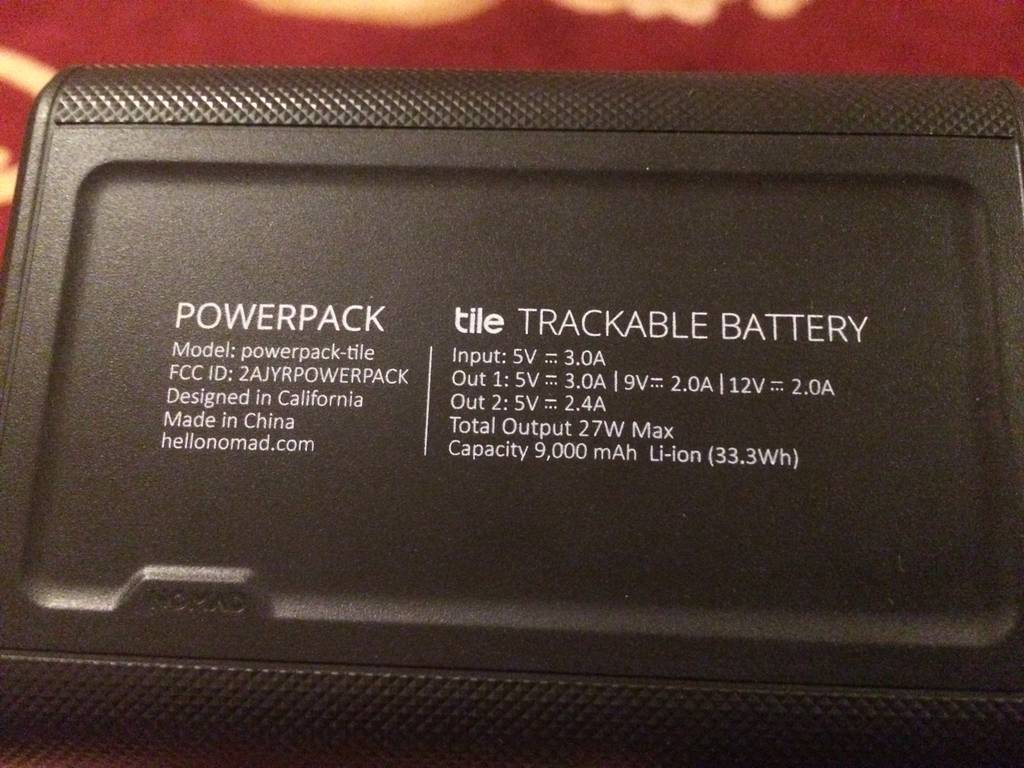 POWERPACK
Model: powerpack-tile
FCC ID: 2AJYRPOWERPACK
Designed in California
Made in China
hellonomad.com
tile TRACKABLE BATTERY
Input: 5V ⎓ 3.0A
Out 1: 5V ⎓ 3.0A | 9V⎓ 2.0A | 12V ⎓ 2.0A
Out 2: 5V ⎓ 2.4A
Total Output 27W Max
Capacity 9,000 mAh Li-ion (33.3Wh)
NOMAD